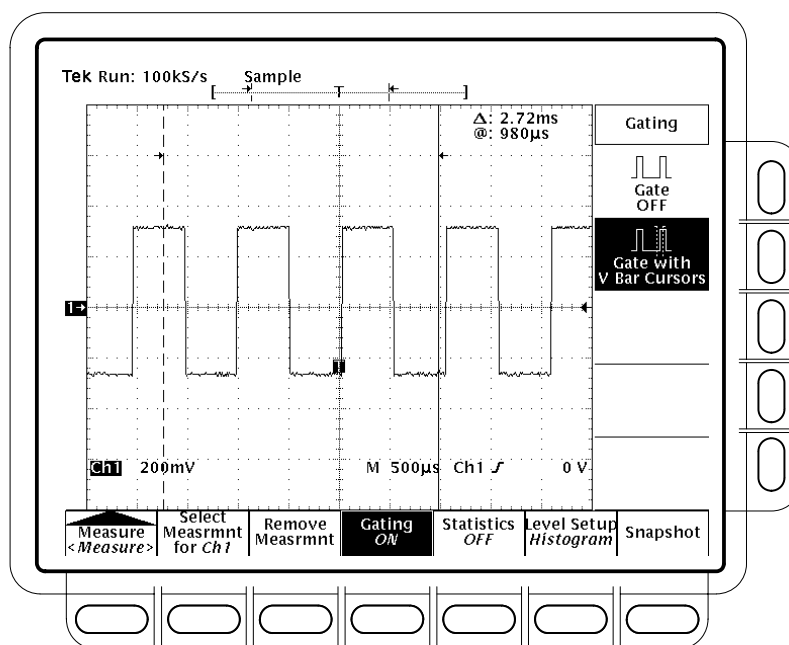 Tek Run: 100kS/s Sample
[ T ]
Δ: 2.72ms
@: 980µs
Gating
Gate
OFF
Gate with
V Bar Cursors
1
T
Ch1 200mV M 500µs Ch1 0 V
Measure
<Measure>
Select
Measrmnt
for Ch1
Remove
Measrmnt
Gating
ON
Statistics
OFF
Level Setup
Histogram
Snapshot